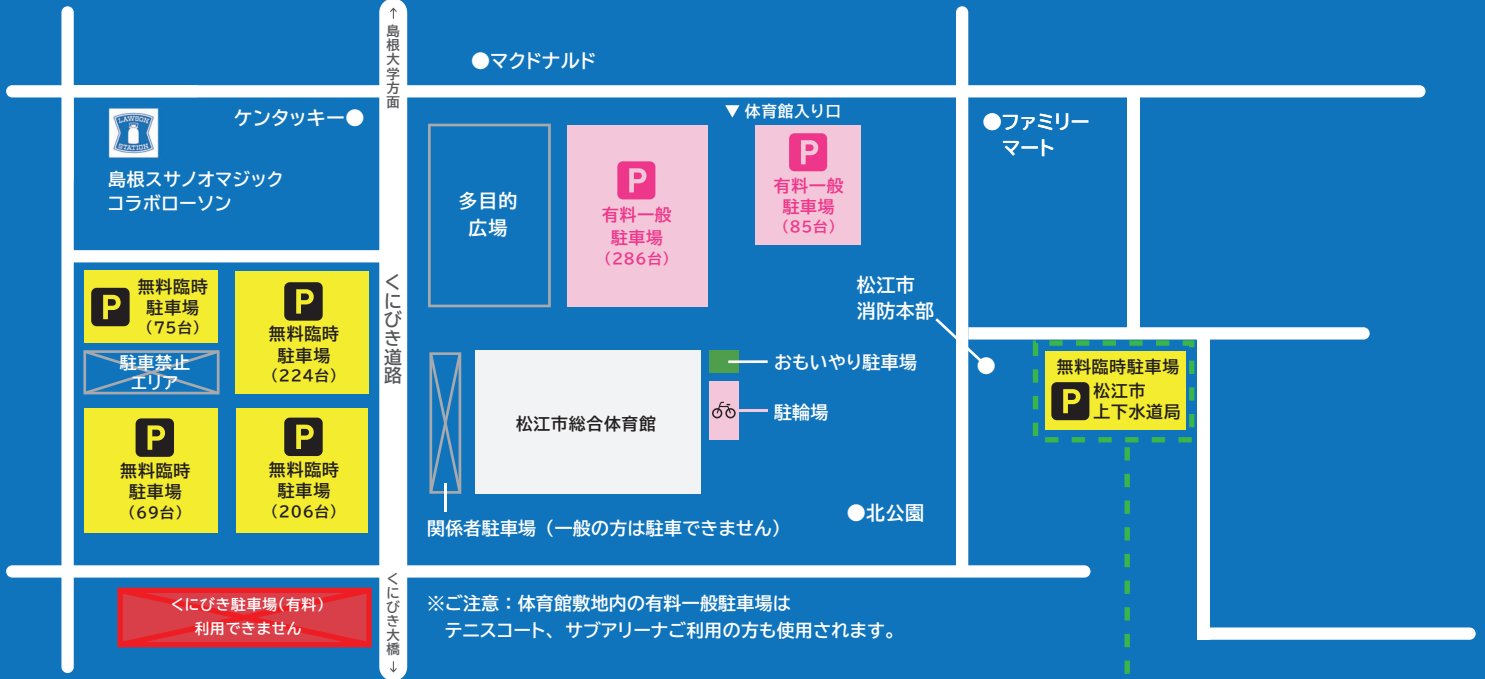 ↑島根大学方面
●マクドナルド
LAWSON
STATION
島根スサノオマジック
コラボローソン
ケンタッキー●
▼体育館入り口
●ファミリー
マート
多目的
広場
P
有料一般
駐車場
(286台)
P
有料一般
駐車場
(85台)
くにびき道路
P
無料臨時
駐車場
(75台)
P
無料臨時
駐車場
(224台)
駐車禁止
エリア
P
無料臨時
駐車場
(69台)
P
無料臨時
駐車場
(206台)
松江市
消防本部
おもいやり駐車場
駐輪場
松江市総合体育館
無料臨時駐車場
P
松江市
上下水道局
●北公園
関係者駐車場（一般の方は駐車できません）
くにびき駐車場(有料)
利用できません
くにびき大橋↓
※ご注意：体育館敷地内の有料一般駐車場は
テニスコート、サブアリーナご利用の方も使用されます。